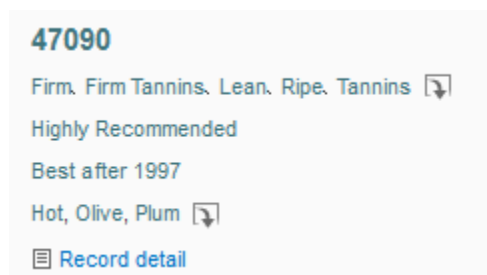 47090
Firm、Firm Tannins、Lean、Ripe、Tannins
Highly Recommended
Best after 1997
Hot, Olive, Plum
Record detail